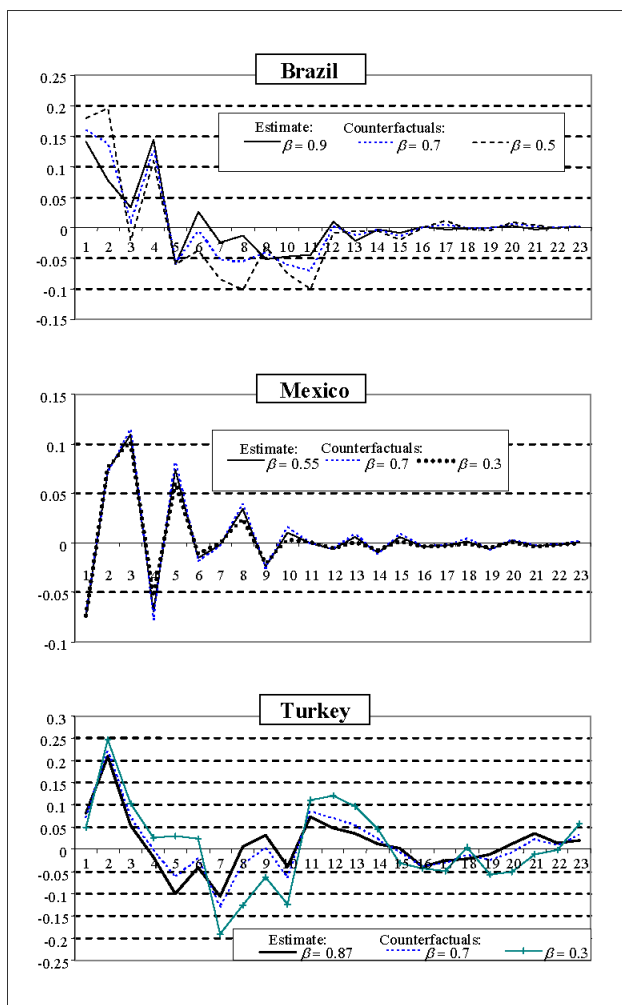 Brazil
0.25
0.2
0.15
0.1
0.05
0
-0.05
-0.1
-0.15
Estimate: Counterfactuals:
β = 0.9 β = 0.7 β = 0.5
1 2 3 4 5 6 7 8 9 10 11 12 13 14 15 16 17 18 19 20 21 22 23
Mexico
0.15
0.1
0.05
0
-0.05
-0.1
Estimate: Counterfactuals:
β = 0.55 β = 0.7 β = 0.3
1 2 3 4 5 6 7 8 9 10 11 12 13 14 15 16 17 18 19 20 21 22 23
Turkey
0.3
0.25
0.2
0.15
0.1
0.05
0
-0.05
-0.1
-0.15
-0.2
-0.25
1 2 3 4 5 6 7 8 9 10 11 12 13 14 15 16 17 18 19 20 21 22 23
Estimate: Counterfactuals:
β = 0.87 β = 0.7 β = 0.3